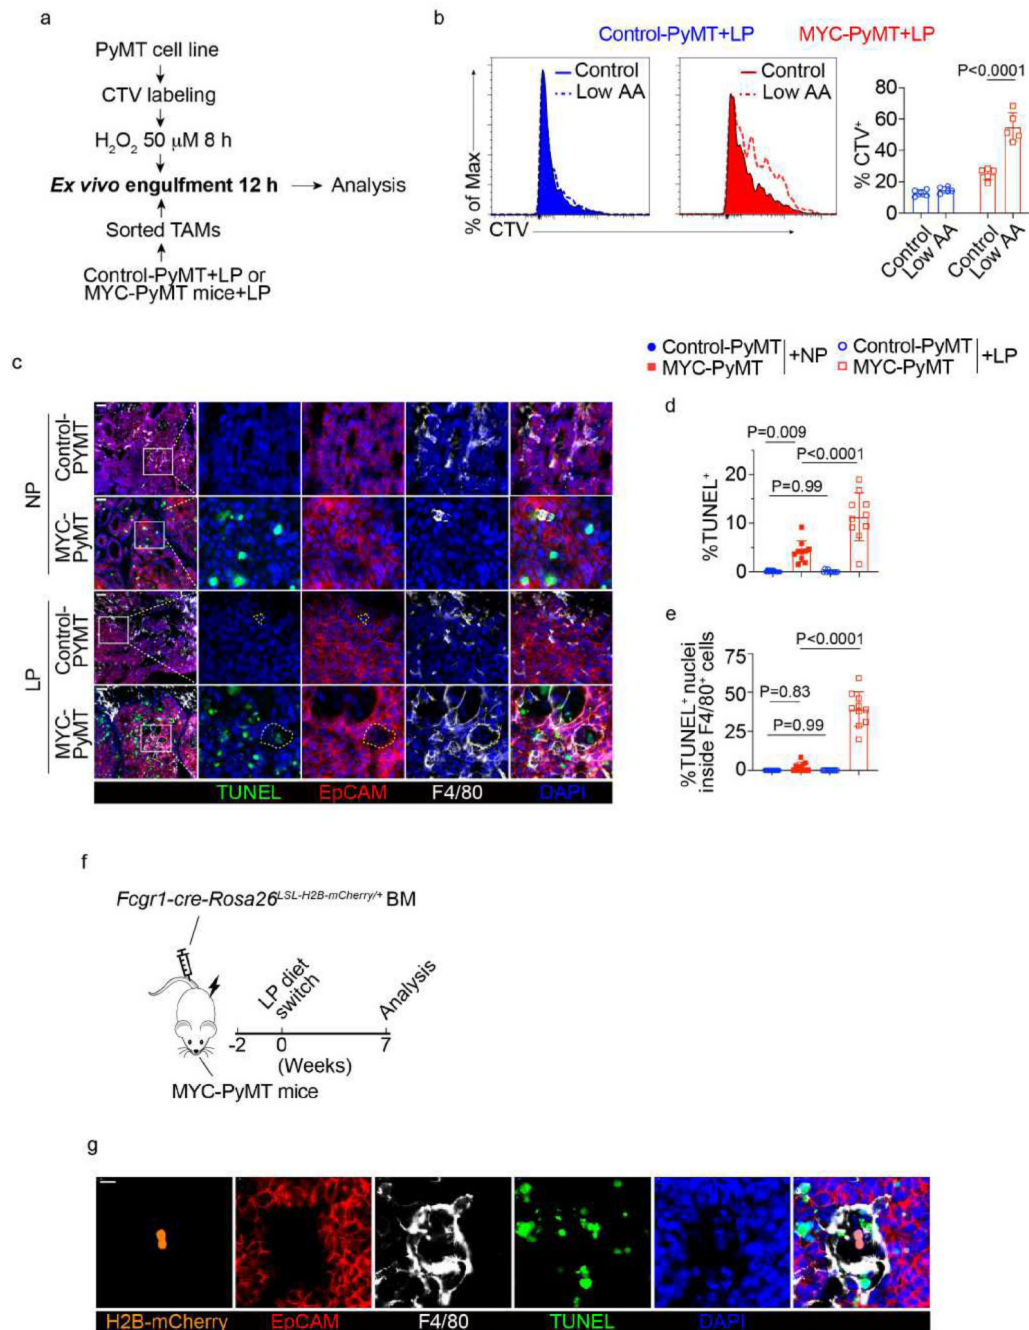 a
PyMT cell line
CTV labeling
H₂O₂ 50 μM 8 h
Ex vivo engulfment 12 h
Analysis
Sorted TAMs
Control-PyMT+LP or
MYC-PyMT mice+LP
b
Control-PyMT+LP
MYC-PyMT+LP
Control
Low AA
Control
Low AA
% of Max
CTV
P<0.0001
% CTV⁺
80
60
40
20
0
Control
Low AA
Control
Low AA
Control-PyMT
MYC-PyMT
+NP
Control-PyMT
MYC-PyMT
+LP
c
NP
Control-
PYMT
MYC-
PyMT
LP
Control-
PYMT
MYC-
PyMT
TUNEL
EpCAM
F4/80
DAPI
d
P=0.009
P<0.0001
P=0.99
%TUNEL⁺
20
10
0
e
P<0.0001
P=0.83
P=0.99
%TUNEL⁺ nuclei
inside F4/80⁺ cells
75
50
25
0
f
Fcgr1-cre-Rosa26^LSL-H2B-mCherry/+ BM
LP diet
switch
Analysis
-2
0
7
(Weeks)
MYC-PyMT mice
g
H2B-mCherry
EpCAM
F4/80
TUNEL
DAPI